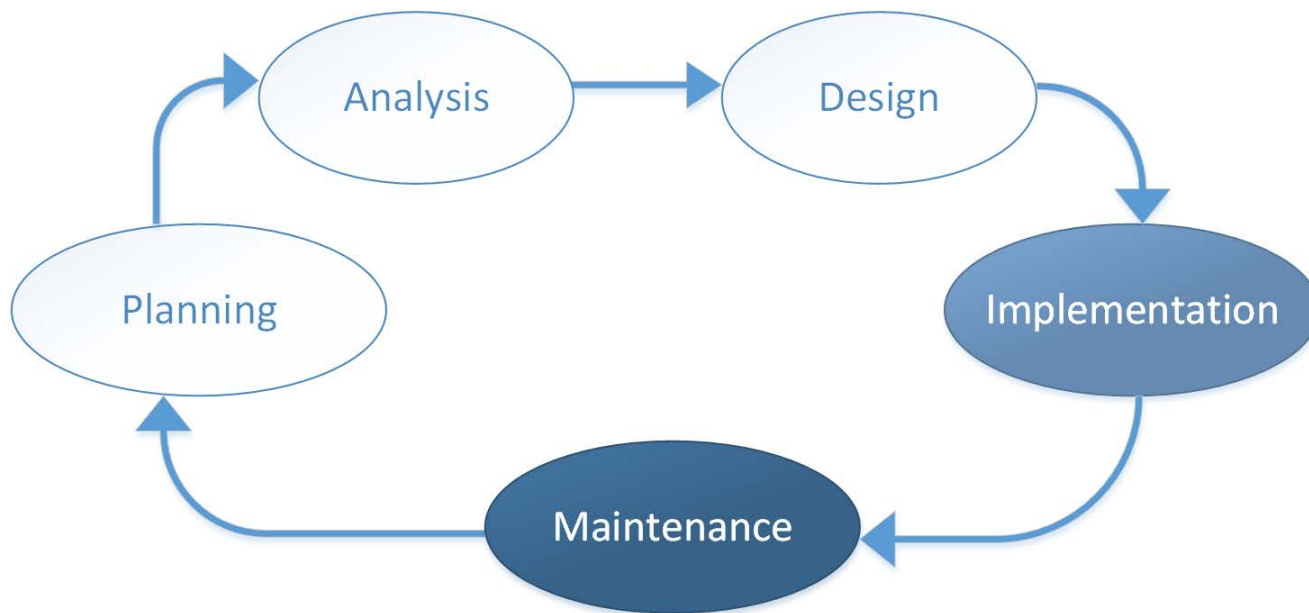 Analysis
Design
Planning
Implementation
Maintenance